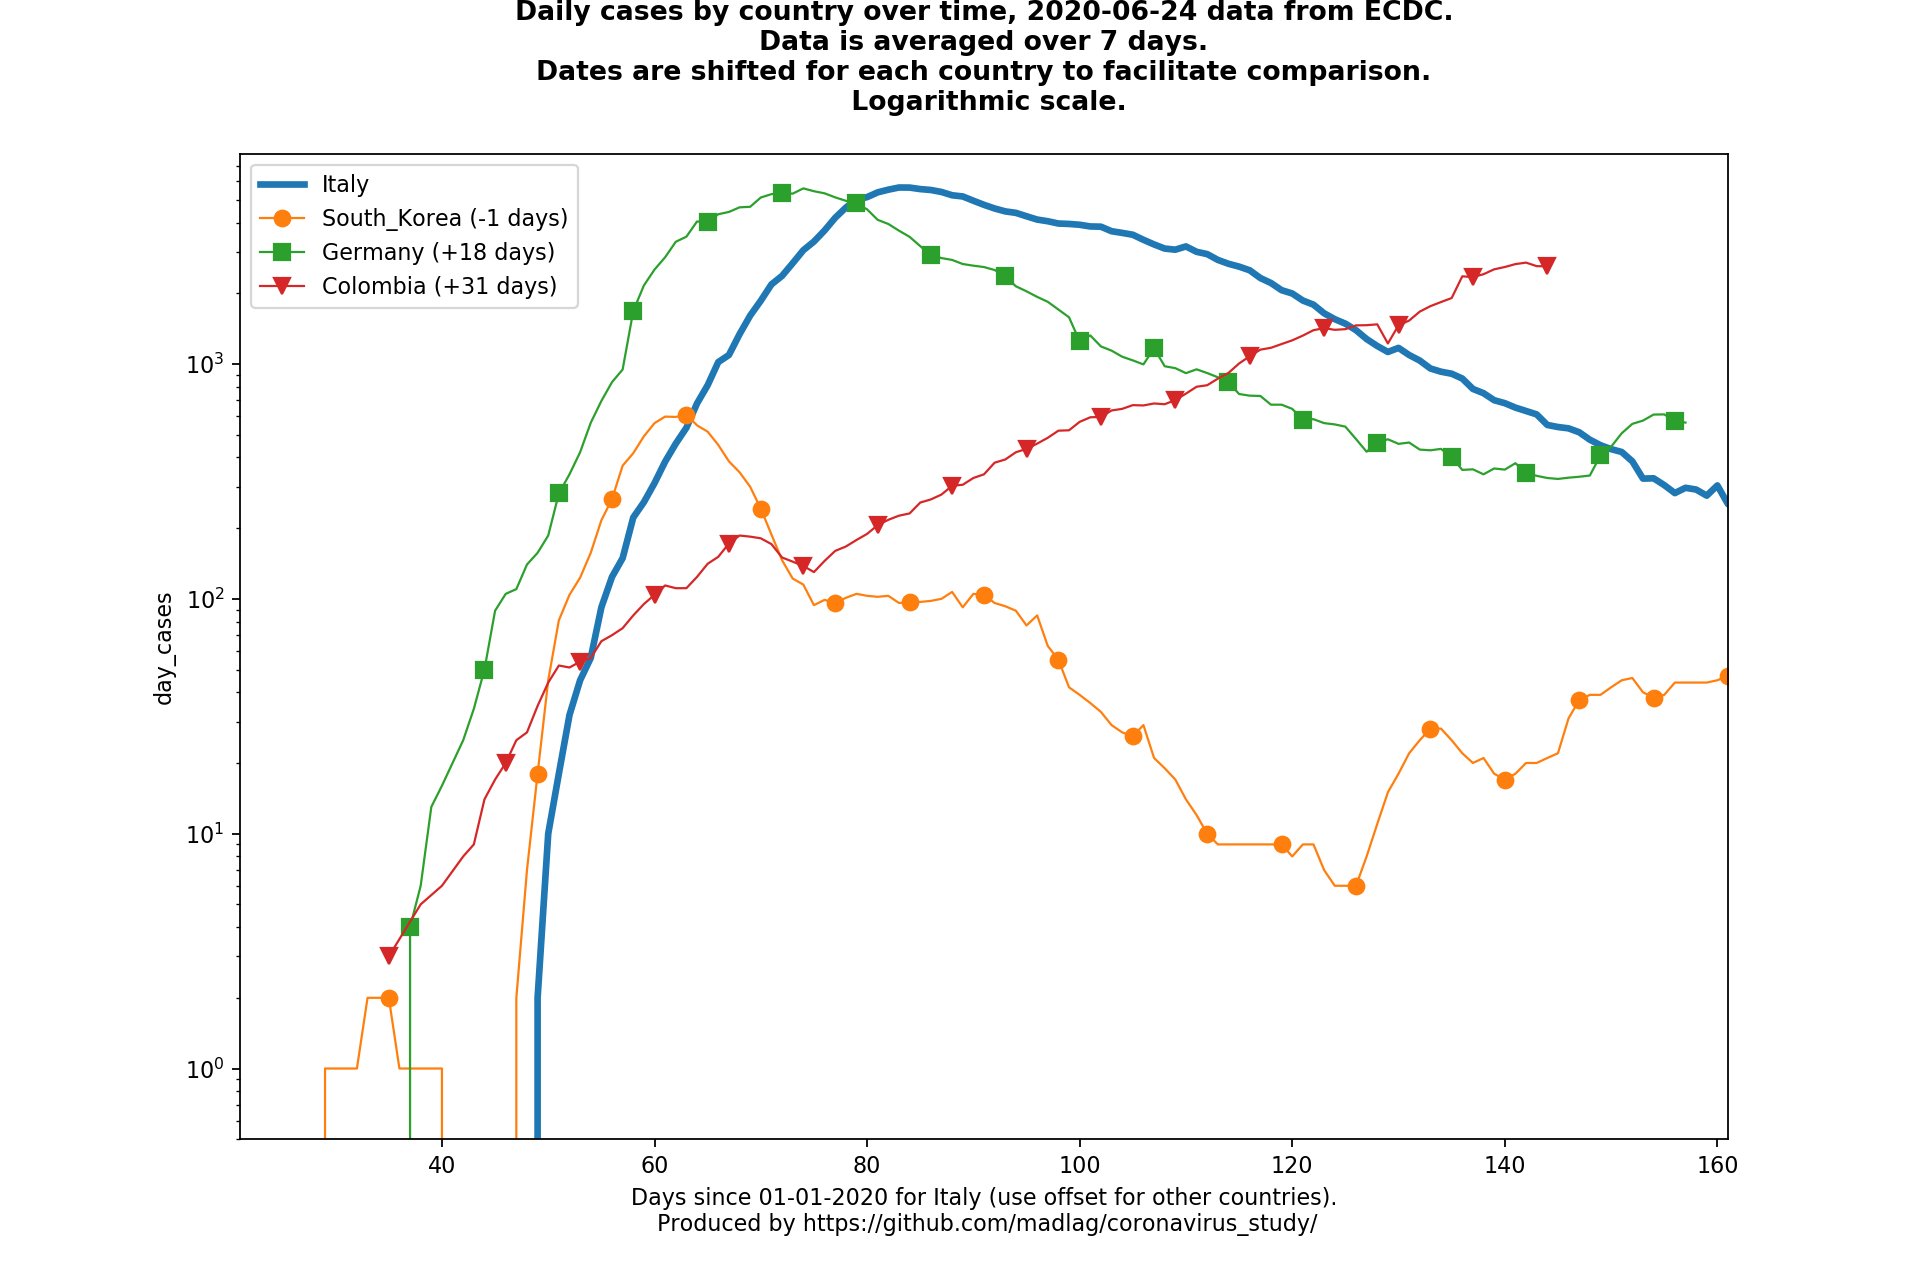 Daily cases by country over time, 2020-06-24 data from ECDC.
Data is averaged over 7 days.
Dates are shifted for each country to facilitate comparison.
Logarithmic scale.
Italy
South_Korea (-1 days)
Germany (+18 days)
Colombia (+31 days)
day_cases
10³
10²
10¹
10⁰
40 60 80 100 120 140 160
Days since 01-01-2020 for Italy (use offset for other countries).
Produced by https://github.com/madlag/coronavirus_study/